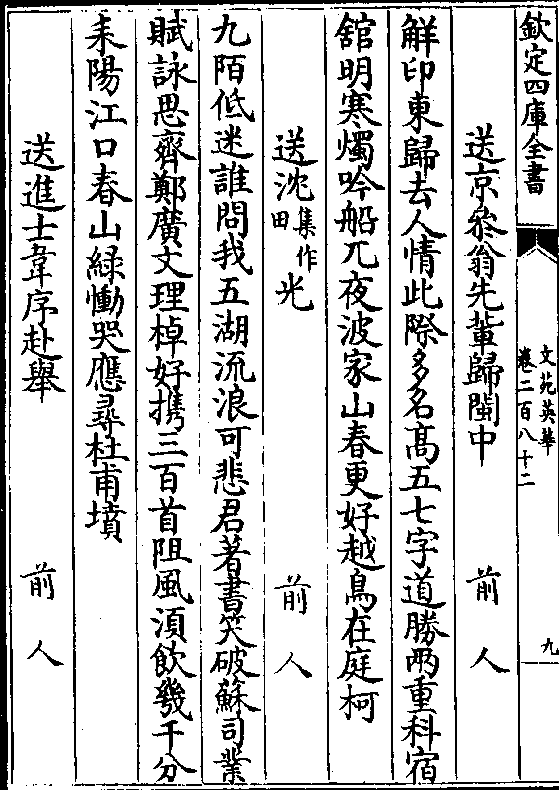 欽定四庫全書
文苑英華
卷二百八十二
九
送京叅翁先輩歸閩中 前人
觧印東歸去人情此際多名髙五七字道勝兩重科宿
舘明寒燭吟船兀夜波家山春更好越鳥在庭柯
送沈集作田光 前人
九陌低迷誰問我五湖流浪可悲君著書笑破蘇司業
賦詠思齊鄭廣文理棹好携三百首阻風湏飲幾千分
耒陽江口春山緑慟哭應尋杜甫墳
送進士韋序赴舉 前人